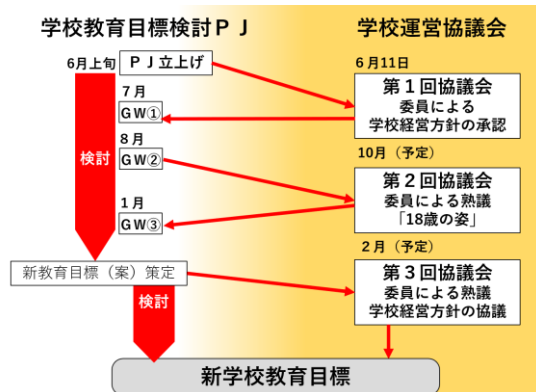 学校教育目標検討ＰＪ
学校運営協議会
6月上旬
ＰＪ立上げ
７月
ＧＷ①
８月
ＧＷ②
検討
１月
ＧＷ③
新教育目標（案）策定
検討
６月11日
第１回協議会
委員による
学校経営方針の承認
10月（予定）
第２回協議会
委員による熟議
「18歳の姿」
２月（予定）
第３回協議会
委員による熟議
学校経営方針の協議
新学校教育目標